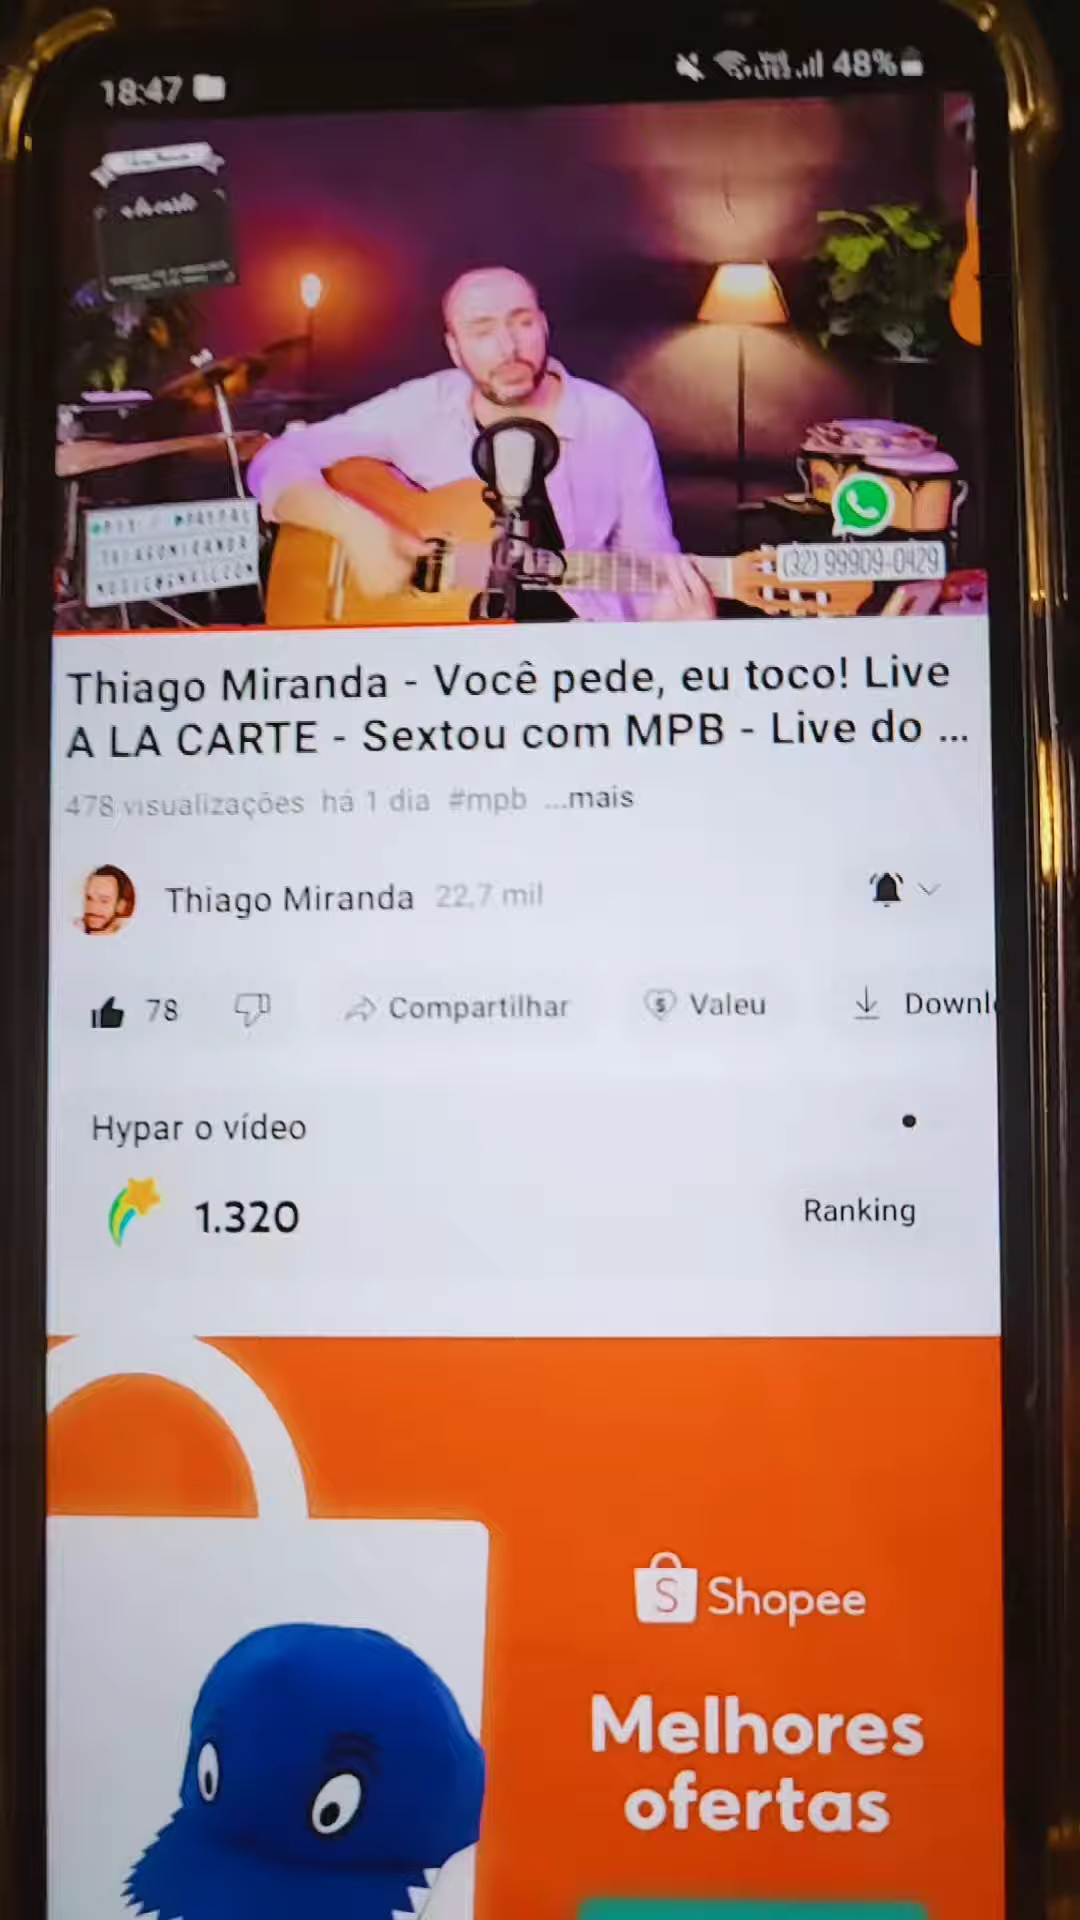 18:47
48%
(32) 99909-0429
Thiago Miranda - Você pede, eu toco! Live
A LA CARTE - Sextou com MPB - Live do ...
478 visualizações há 1 dia #mpb ...mais
Thiago Miranda 22,7 mil
78
Compartilhar
Valeu
Downl
Hypar o vídeo
1.320
Ranking
S Shopee
Melhores
ofertas